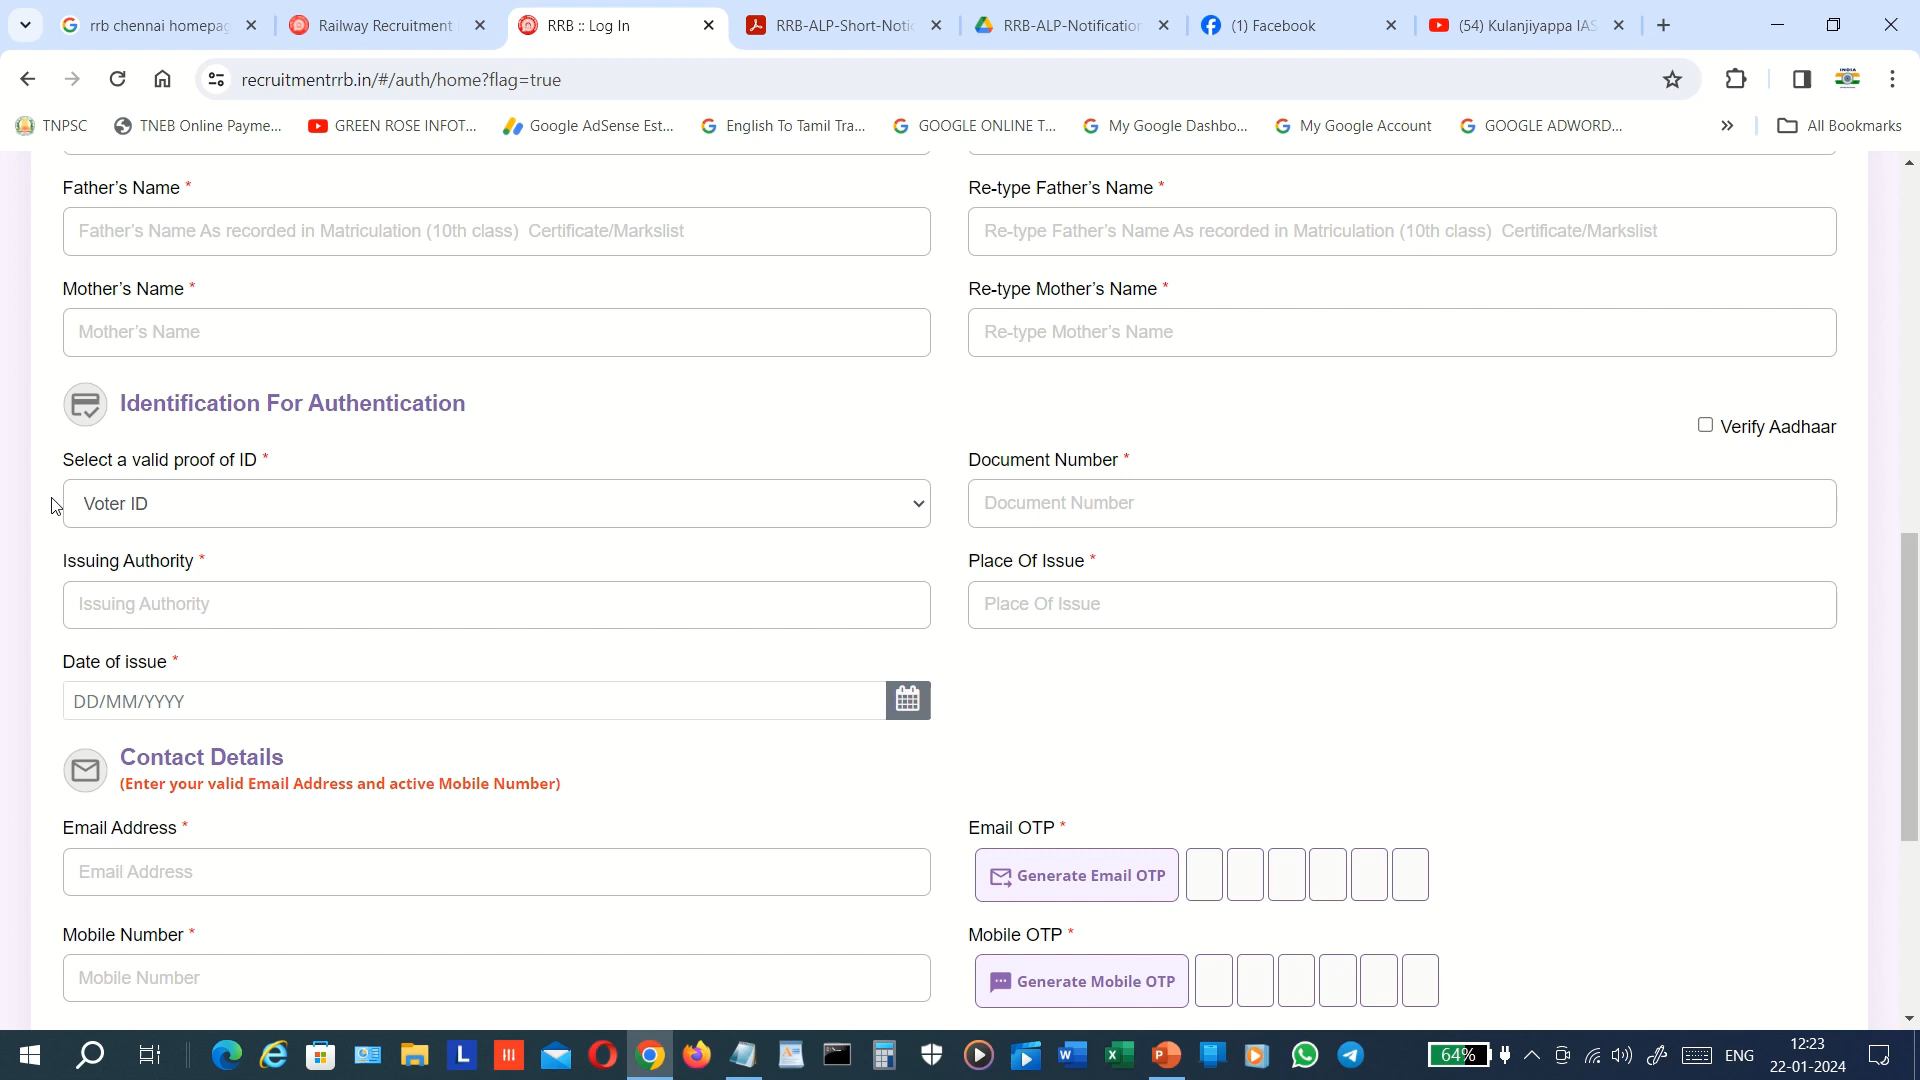 rrb chennai homepag
Railway Recruitment
RRB :: Log In
RRB-ALP-Short-Notic
RRB-ALP-Notification
(1) Facebook
(54) Kulanjiyappa IAS
recruitmentrrb.in/#/auth/home?flag=true
TNPSC
TNEB Online Payme...
GREEN ROSE INFOT...
Google AdSense Est...
English To Tamil Tra...
GOOGLE ONLINE T...
My Google Dashbo...
My Google Account
GOOGLE ADWORD...
All Bookmarks
Father's Name *
Re-type Father's Name *
Father's Name As recorded in Matriculation (10th class) Certificate/Markslist
Re-type Father's Name As recorded in Matriculation (10th class) Certificate/Markslist
Mother's Name *
Re-type Mother's Name *
Mother's Name
Re-type Mother's Name
Identification For Authentication
Verify Aadhaar
Select a valid proof of ID *
Document Number *
Voter ID
Document Number
Issuing Authority *
Place Of Issue *
Issuing Authority
Place Of Issue
Date of issue *
DD/MM/YYYY
Contact Details
(Enter your valid Email Address and active Mobile Number)
Email Address *
Email OTP *
Email Address
Generate Email OTP
Mobile Number *
Mobile OTP *
Mobile Number
Generate Mobile OTP
64%
ENG
12:23
22-01-2024